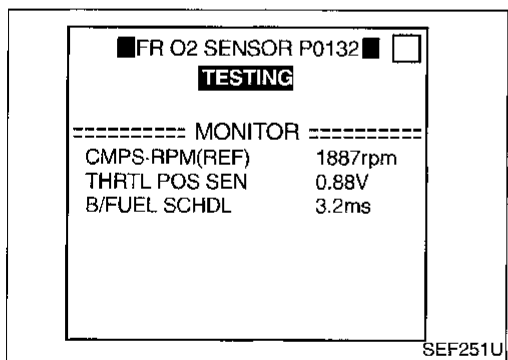 ■FR O2 SENSOR P0132■
TESTING
========== MONITOR ==========
CMPS·RPM(REF) 1887rpm
THRTL POS SEN 0.88V
B/FUEL SCHDL 3.2ms
SEF251U